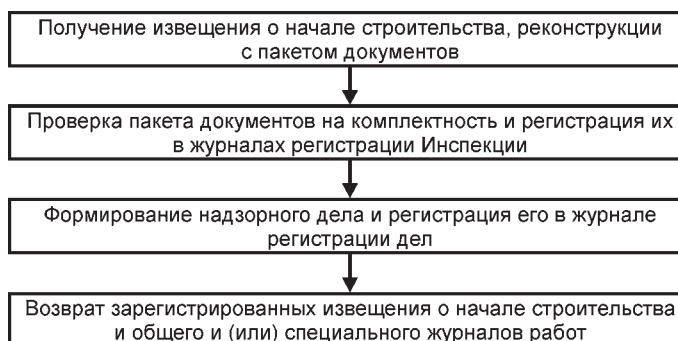 Получение извещения о начале строительства, реконструкции
с пакетом документов
Проверка пакета документов на комплектность и регистрация их
в журналах регистрации Инспекции
Формирование надзорного дела и регистрация его в журнале
регистрации дел
Возврат зарегистрированных извещения о начале строительства
и общего и (или) специального журналов работ